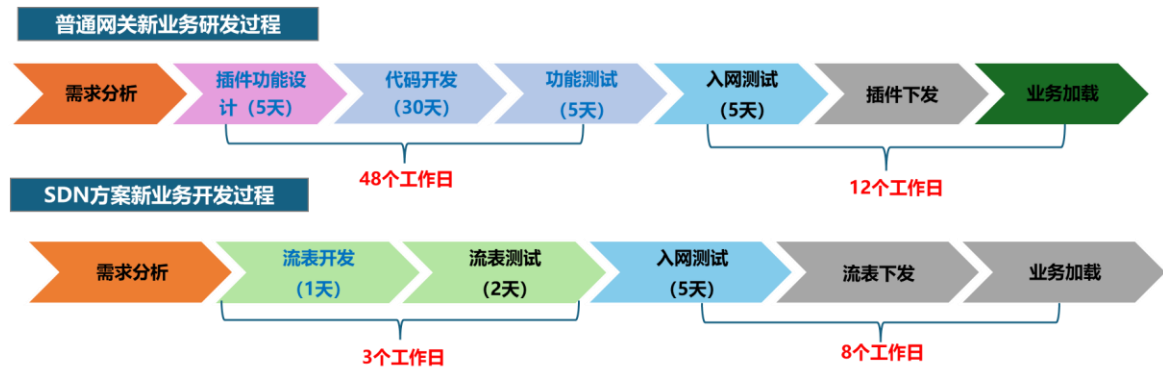 普通网关新业务研发过程
需求分析
插件功能设
计（5天）
代码开发
（30天）
功能测试
（5天）
入网测试
（5天）
插件下发
业务加载
48个工作日
12个工作日
SDN方案新业务开发过程
需求分析
流表开发
（1天）
流表测试
（2天）
入网测试
（5天）
流表下发
业务加载
3个工作日
8个工作日